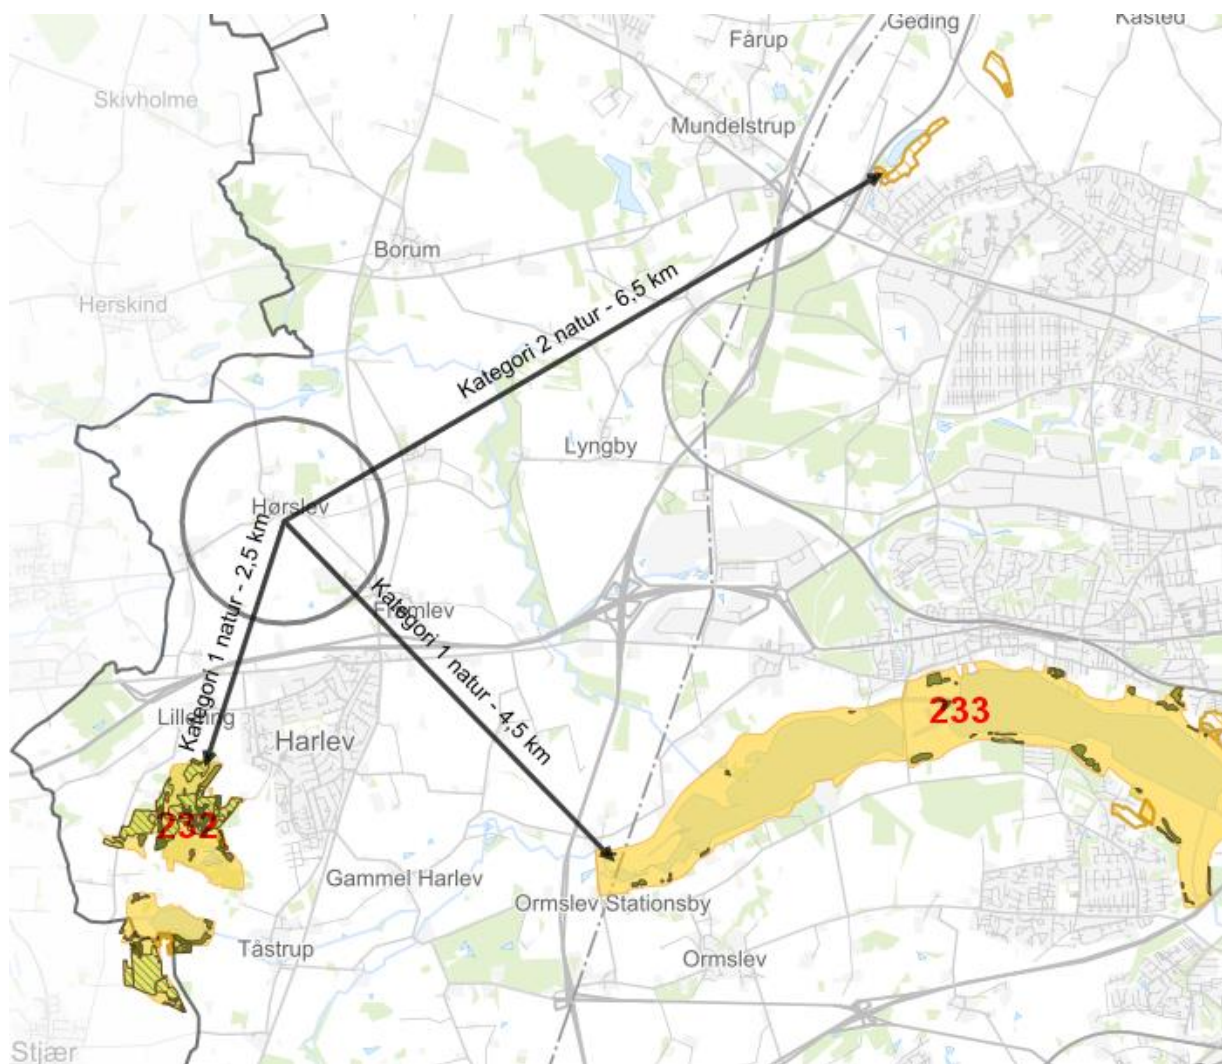 Geding
Kasted
Fårup
Skivholme
Mundelstrup
Borum
Herskind
Kategori 2 natur - 6,5 km
Lyngby
Hørslev
Kategori 1 natur - 2,5 km
Framlev
Kategori 1 natur - 4,5 km
Lillering
233
Harlev
232
Gammel Harlev
Ormslev Stationsby
Tåstrup
Ormslev
Stjær